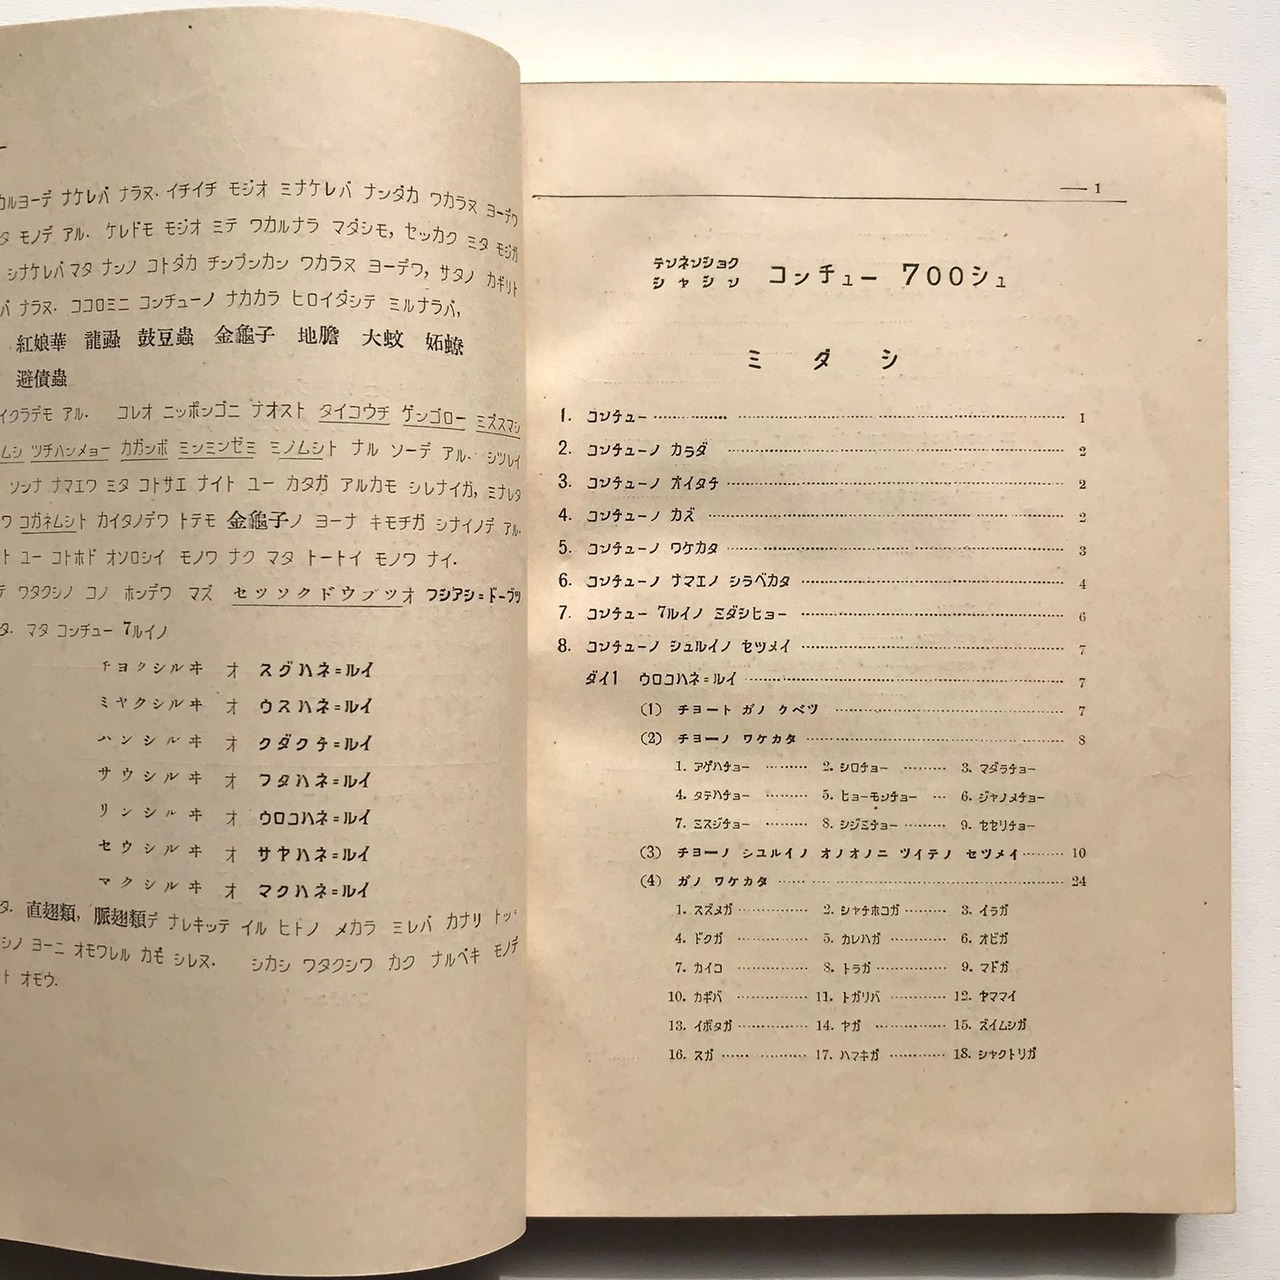 カルヨーデ ナケレバ ナラヌ. イチイチ モジオ ミナケレバ ナンダカ ワカラヌ ヨーデワ
タ モノデ アル. ケレドモ モジオ ミテ ワカルナラ マダシモ, セッカク ミタ モジガ
シナケレバ マタ ナンノ コトダカ チンプンカン ワカラヌ ヨーデワ, サタノ カギリト
バ ナラヌ. ココロミニ コンチューノ ナカカラ ヒロイダシテ ミルナラバ,
紅娘華 龍蝨 鼓豆蟲 金龜子 地膽 大蚊 妬蟟
避債蟲
イクラデモ アル. コレオ ニッポンゴニ ナオスト タイコウチ ゲンゴロー ミズスマシ
ムシ ツチハンメョー カガンボ ミンミンゼミ ミノムシト ナル ソーデ アル. シツレイ
ソンナ ナマエワ ミタ コトサエ ナイト ユー カタガ アルカモ シレナイガ, ミナレタ
ワ コガネムシト カイタノデワ トテモ 金龜子ノ ヨーナ キモチガ シナイノデ アル.
ト ユー コトホド オソロシイ モノワ ナク マタ トートイ モノワ ナイ.
テ ワタクシノ コノ ホンデワ マズ セツソクドウブツオ フシアシ=ドーブツ
タ. マタ コンチュー 7ルイノ
チヨクシルヰ オ スグハネ=ルイ
ミヤクシルヰ オ ウスハネ=ルイ
ハンシルヰ オ クダクチ=ルイ
サウシルヰ オ フタハネ=ルイ
リンシルヰ オ ウロコハネ=ルイ
セウシルヰ オ サヤハネ=ルイ
マクシルヰ オ マクハネ=ルイ
タ. 直翅類, 脈翅類デ ナレキッテ イル ヒトノ メカラ ミレバ カナリ トッ-
シノ ヨーニ オモワレル カモ シレヌ. シカシ ワタクシワ カク ナルベキ モノデ
ト オモウ.
— 1
テンネンショク
シャシン コンチュー 700シュ
ミダシ
1. コンチュー ………… 1
2. コンチューノ カラダ ………… 2
3. コンチューノ オイタチ ………… 2
4. コンチューノ カズ ………… 2
5. コンチューノ ワケカタ ………… 3
6. コンチューノ ナマエノ シラベカタ ………… 4
7. コンチュー 7ルイノ ミダシヒョー ………… 6
8. コンチューノ シュルイノ セツメイ ………… 7
ダイ1 ウロコハネ=ルイ ………… 7
(1) チョート ガノ クベツ ………… 7
(2) チョーノ ワケカタ ………… 8
1. アゲハチョー ……… 2. シロチョー ……… 3. マダラチョー
4. タテハチョー ……… 5. ヒョーモンチョー … 6. ジャノメチョー
7. ミスジチョー ……… 8. シジミチョー ……… 9. セセリチョー
(3) チョーノ シュルイノ オノオノニ ツイテノ セツメイ ……… 10
(4) ガノ ワケカタ ………… 24
1. スズメガ ………… 2. シャチホコガ ……… 3. イラガ
4. ドクガ ………… 5. カレハガ ………… 6. オビガ
7. カイコ ………… 8. トラガ ………… 9. マドガ
10. カギバ ………… 11. トガリバ ………… 12. ヤママイ
13. イボタガ ………… 14. ヤガ ………… 15. ズイムシガ
16. スガ ………… 17. ハマキガ ……… 18. シャクトリガ